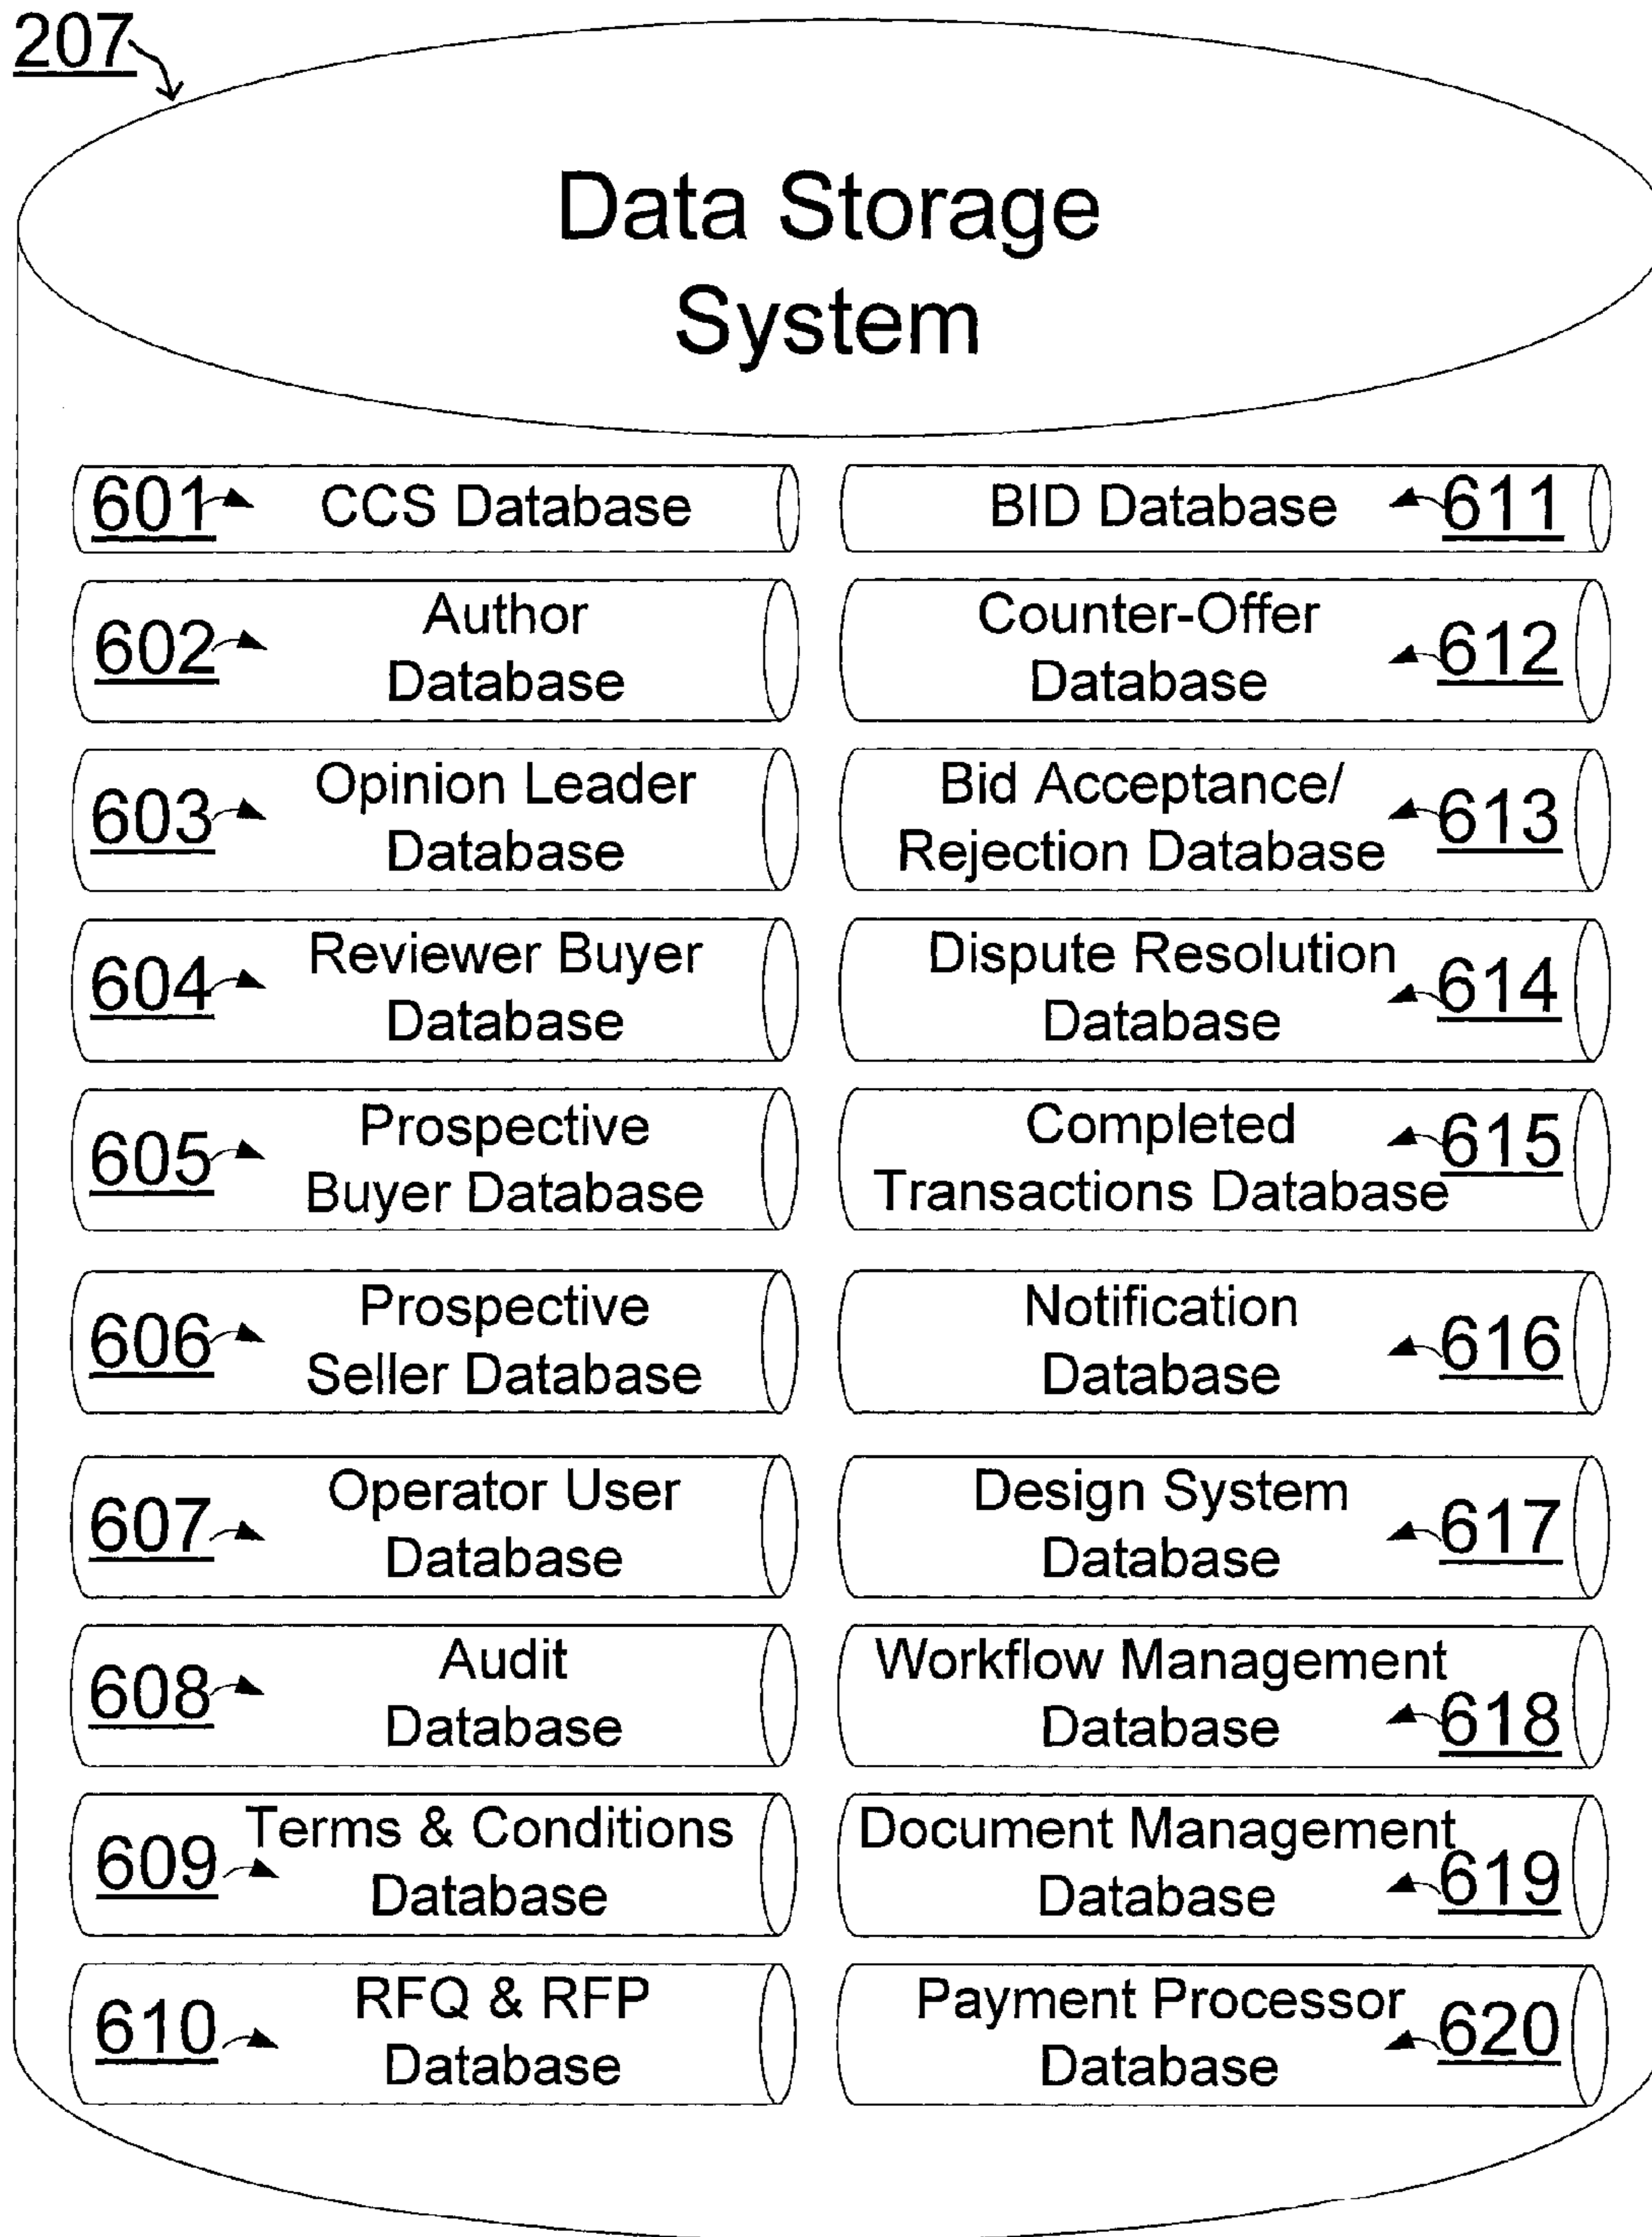 207
Data Storage
System
601 CCS Database
BID Database 611
602 Author
Database
Counter-Offer
Database 612
603 Opinion Leader
Database
Bid Acceptance/
Rejection Database 613
604 Reviewer Buyer
Database
Dispute Resolution
Database 614
605 Prospective
Buyer Database
Completed 615
Transactions Database
606 Prospective
Seller Database
Notification
Database 616
607 Operator User
Database
Design System
Database 617
608 Audit
Database
Workflow Management
Database 618
609 Terms & Conditions
Database
Document Management
Database 619
610 RFQ & RFP
Database
Payment Processor
Database 620